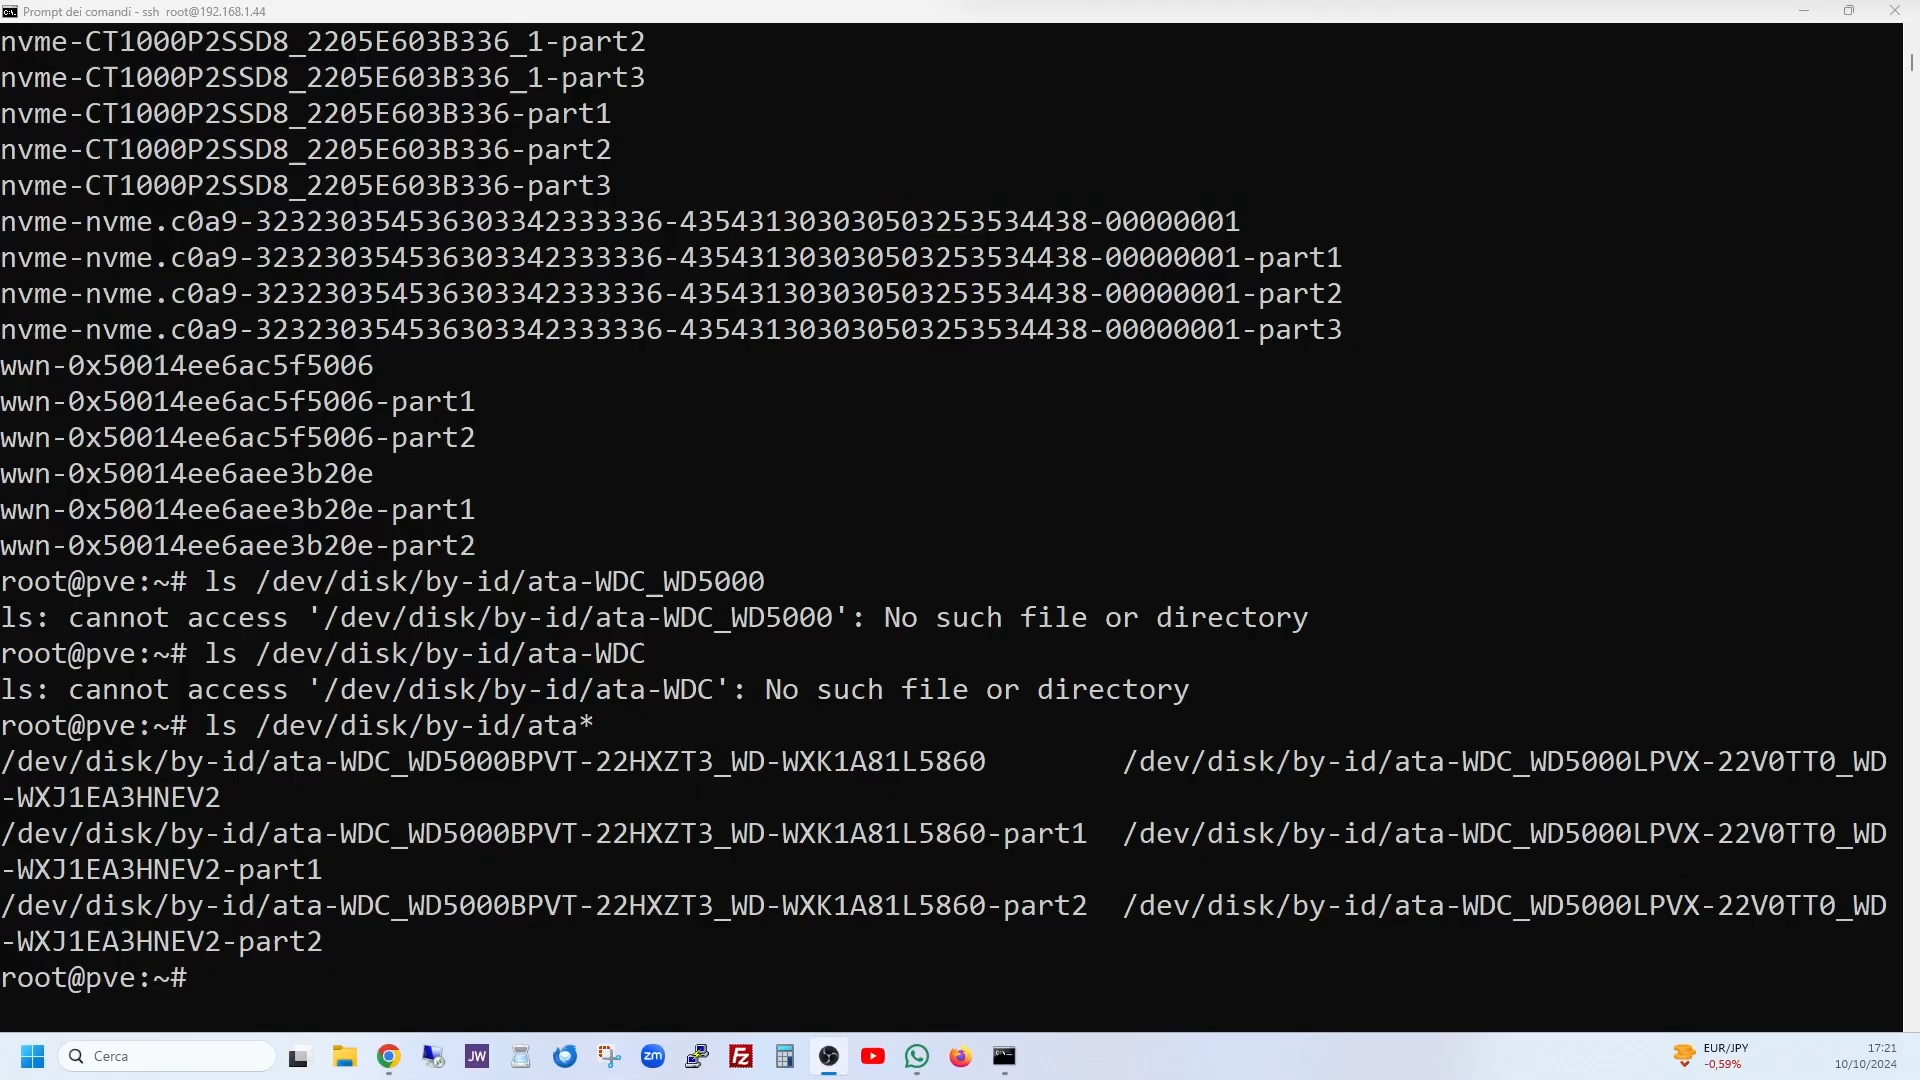 Prompt dei comandi - ssh root@192.168.1.44
nvme-CT1000P2SSD8_2205E603B336_1-part2
nvme-CT1000P2SSD8_2205E603B336_1-part3
nvme-CT1000P2SSD8_2205E603B336-part1
nvme-CT1000P2SSD8_2205E603B336-part2
nvme-CT1000P2SSD8_2205E603B336-part3
nvme-nvme.c0a9-323230354536303342333336-435431303030503253534438-00000001
nvme-nvme.c0a9-323230354536303342333336-435431303030503253534438-00000001-part1
nvme-nvme.c0a9-323230354536303342333336-435431303030503253534438-00000001-part2
nvme-nvme.c0a9-323230354536303342333336-435431303030503253534438-00000001-part3
wwn-0x50014ee6ac5f5006
wwn-0x50014ee6ac5f5006-part1
wwn-0x50014ee6ac5f5006-part2
wwn-0x50014ee6aee3b20e
wwn-0x50014ee6aee3b20e-part1
wwn-0x50014ee6aee3b20e-part2
root@pve:~# ls /dev/disk/by-id/ata-WDC_WD5000
ls: cannot access '/dev/disk/by-id/ata-WDC_WD5000': No such file or directory
root@pve:~# ls /dev/disk/by-id/ata-WDC
ls: cannot access '/dev/disk/by-id/ata-WDC': No such file or directory
root@pve:~# ls /dev/disk/by-id/ata*
/dev/disk/by-id/ata-WDC_WD5000BPVT-22HXZT3_WD-WXK1A81L5860 /dev/disk/by-id/ata-WDC_WD5000LPVX-22V0TT0_WD
-WXJ1EA3HNEV2
/dev/disk/by-id/ata-WDC_WD5000BPVT-22HXZT3_WD-WXK1A81L5860-part1 /dev/disk/by-id/ata-WDC_WD5000LPVX-22V0TT0_WD
-WXJ1EA3HNEV2-part1
/dev/disk/by-id/ata-WDC_WD5000BPVT-22HXZT3_WD-WXK1A81L5860-part2 /dev/disk/by-id/ata-WDC_WD5000LPVX-22V0TT0_WD
-WXJ1EA3HNEV2-part2
root@pve:~#
Cerca
JW
zm
FZ
EUR/JPY
-0,59%
17:21
10/10/2024